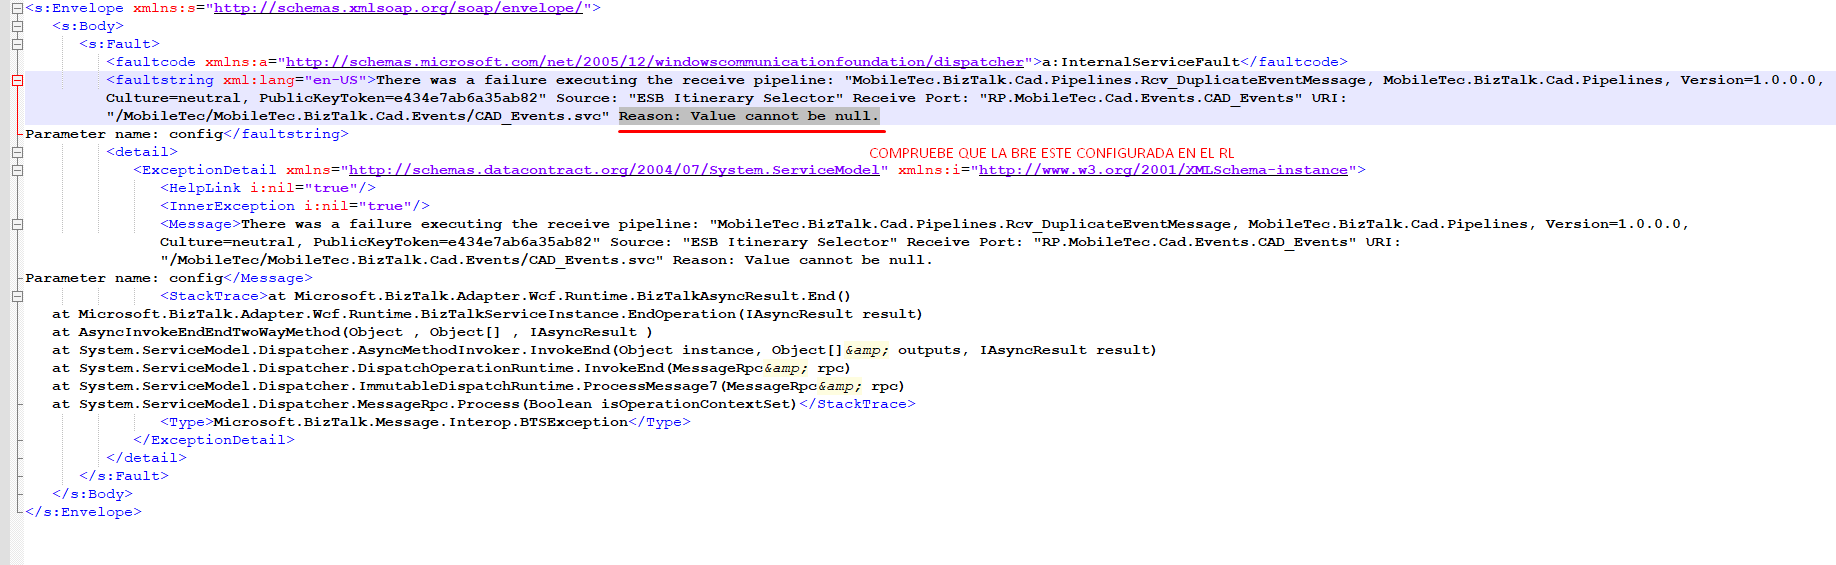 <s:Envelope xmlns:s="http://schemas.xmlsoap.org/soap/envelope/">
<s:Body>
<s:Fault>
<faultcode xmlns:a="http://schemas.microsoft.com/net/2005/12/windowscommunicationfoundation/dispatcher">a:InternalServiceFault</faultcode>
<faultstring xml:lang="en-US">There was a failure executing the receive pipeline: "MobileTec.BizTalk.Cad.Pipelines.Rcv_DuplicateEventMessage, MobileTec.BizTalk.Cad.Pipelines, Version=1.0.0.0,
Culture=neutral, PublicKeyToken=e434e7ab6a35ab82" Source: "ESB Itinerary Selector" Receive Port: "RP.MobileTec.Cad.Events.CAD_Events" URI:
"/MobileTec/MobileTec.BizTalk.Cad.Events/CAD_Events.svc" Reason: Value cannot be null.
Parameter name: config</faultstring>
<detail>
COMPRUEBE QUE LA BRE ESTE CONFIGURADA EN EL RL
<ExceptionDetail xmlns="http://schemas.datacontract.org/2004/07/System.ServiceModel" xmlns:i="http://www.w3.org/2001/XMLSchema-instance">
<HelpLink i:nil="true"/>
<InnerException i:nil="true"/>
<Message>There was a failure executing the receive pipeline: "MobileTec.BizTalk.Cad.Pipelines.Rcv_DuplicateEventMessage, MobileTec.BizTalk.Cad.Pipelines, Version=1.0.0.0,
Culture=neutral, PublicKeyToken=e434e7ab6a35ab82" Source: "ESB Itinerary Selector" Receive Port: "RP.MobileTec.Cad.Events.CAD_Events" URI:
"/MobileTec/MobileTec.BizTalk.Cad.Events/CAD_Events.svc" Reason: Value cannot be null.
Parameter name: config</Message>
<StackTrace>at Microsoft.BizTalk.Adapter.Wcf.Runtime.BizTalkAsyncResult.End()
at Microsoft.BizTalk.Adapter.Wcf.Runtime.BizTalkServiceInstance.EndOperation(IAsyncResult result)
at AsyncInvokeEndEndTwoWayMethod(Object , Object[] , IAsyncResult )
at System.ServiceModel.Dispatcher.AsyncMethodInvoker.InvokeEnd(Object instance, Object[]&amp; outputs, IAsyncResult result)
at System.ServiceModel.Dispatcher.DispatchOperationRuntime.InvokeEnd(MessageRpc&amp; rpc)
at System.ServiceModel.Dispatcher.ImmutableDispatchRuntime.ProcessMessage7(MessageRpc&amp; rpc)
at System.ServiceModel.Dispatcher.MessageRpc.Process(Boolean isOperationContextSet)</StackTrace>
<Type>Microsoft.BizTalk.Message.Interop.BTSException</Type>
</ExceptionDetail>
</detail>
</s:Fault>
</s:Body>
</s:Envelope>